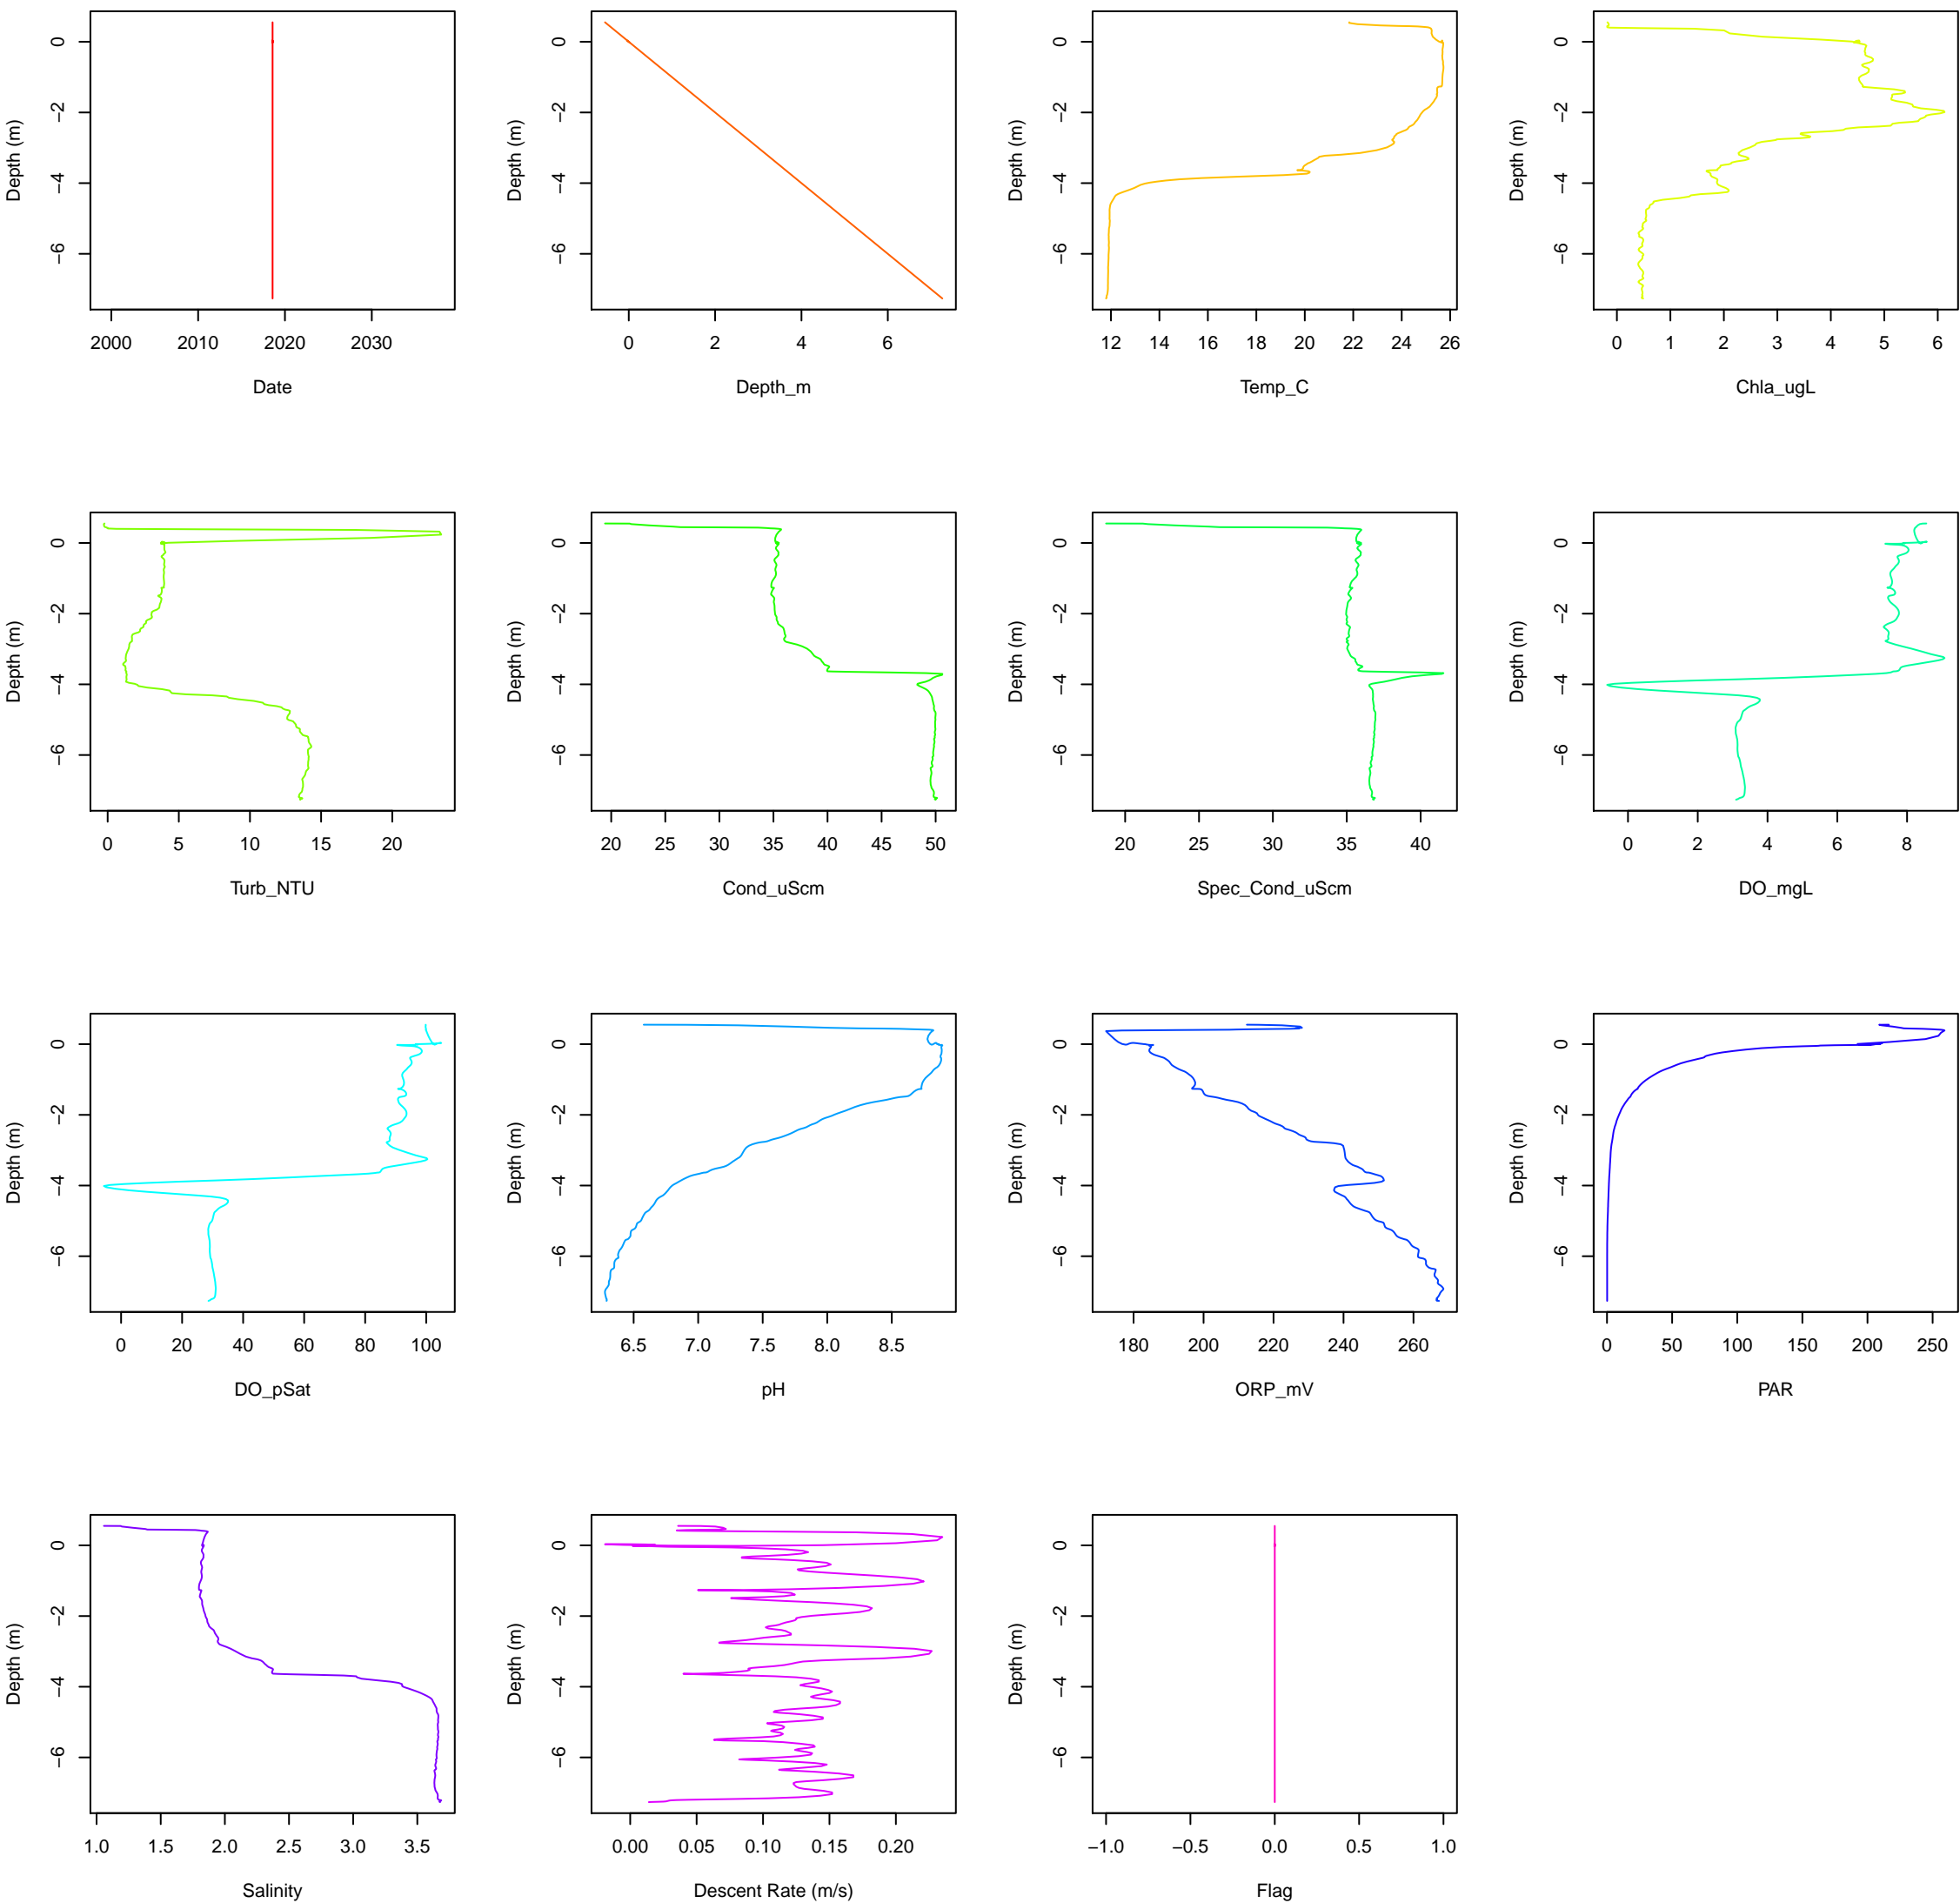 Depth (m)
0
−2
−4
−6
2000 2010 2020 2030
Date
Depth (m)
0
−2
−4
−6
0 2 4 6
Depth_m
Depth (m)
0
−2
−4
−6
12 14 16 18 20 22 24 26
Temp_C
Depth (m)
0
−2
−4
−6
0 1 2 3 4 5 6
Chla_ugL
Depth (m)
0
−2
−4
−6
0 5 10 15 20
Turb_NTU
Depth (m)
0
−2
−4
−6
20 25 30 35 40 45 50
Cond_uScm
Depth (m)
0
−2
−4
−6
20 25 30 35 40
Spec_Cond_uScm
Depth (m)
0
−2
−4
−6
0 2 4 6 8
DO_mgL
Depth (m)
0
−2
−4
−6
0 20 40 60 80 100
DO_pSat
Depth (m)
0
−2
−4
−6
6.5 7.0 7.5 8.0 8.5
pH
Depth (m)
0
−2
−4
−6
180 200 220 240 260
ORP_mV
Depth (m)
0
−2
−4
−6
0 50 100 150 200 250
PAR
Depth (m)
0
−2
−4
−6
1.0 1.5 2.0 2.5 3.0 3.5
Salinity
Depth (m)
0
−2
−4
−6
0.00 0.05 0.10 0.15 0.20
Descent Rate (m/s)
Depth (m)
0
−2
−4
−6
−1.0 −0.5 0.0 0.5 1.0
Flag